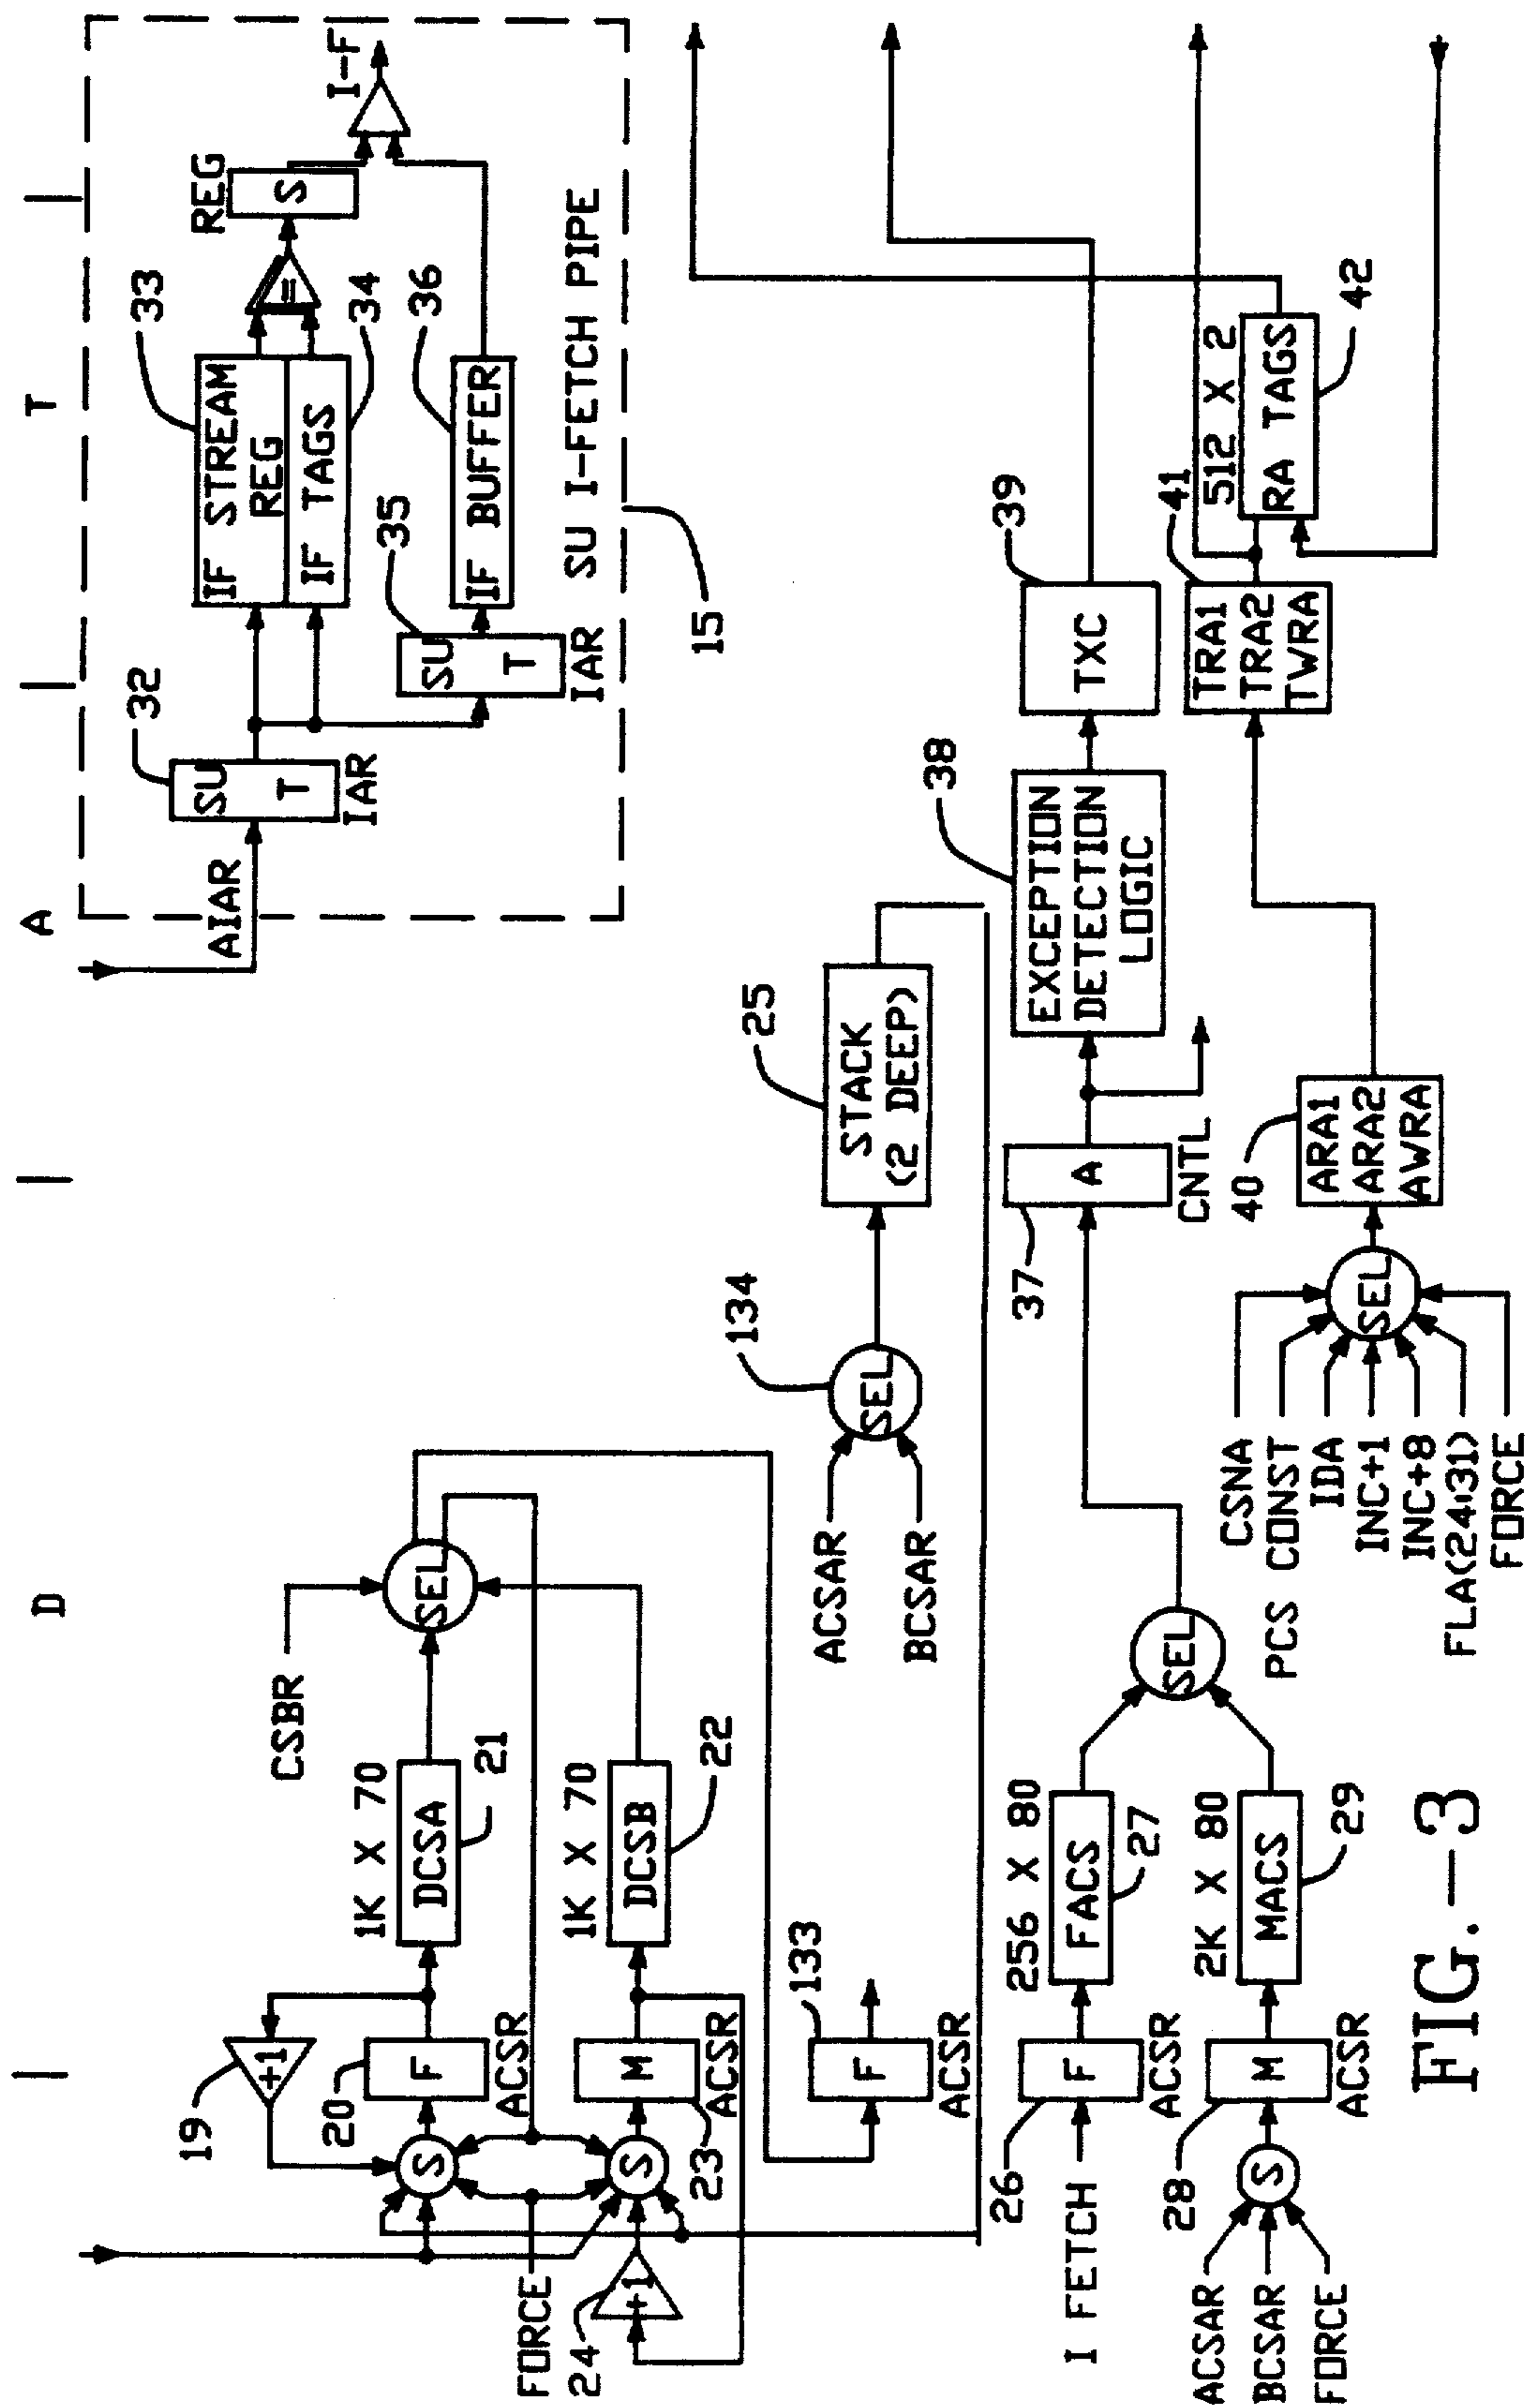 D
A
T
19
+1
20
F
ACSR
S
1K X 70
DCSA
21
CSBR
SEL
FORCE
S
M
23
ACSR
24
+1
1K X 70
DCSB
22
133
F
ACSR
ACSAR
BCSAR
134
SEL
25
STACK
(2 DEEP)
AIAR
32
SU
T
IAR
33
IF STREAM
REG
IF TAGS
34
=
REG
S
I-F
35
SU
T
IAR
36
IF BUFFER
SU I-FETCH PIPE
15
I FETCH
26
F
ACSR
256 X 80
FACS
27
ACSAR
BCSAR
FORCE
S
28
M
ACSR
2K X 80
MACS
29
SEL
37
A
CNTL
38
EXCEPTION
DETECTION
LOGIC
39
TXC
CSNA
PCS CONST
IDA
INC+1
INC+8
FLA(24:31)
FORCE
SEL
40
ARA1
ARA2
AWRA
41
TRA1
TRA2
TWRA
512 X 2
RA TAGS
42
FIG.-3